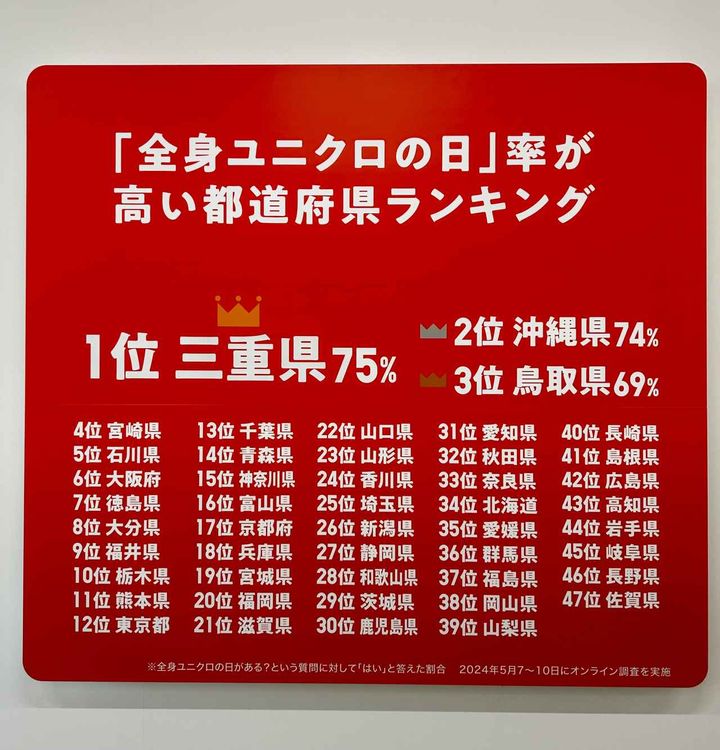 「全身ユニクロの日」率が
高い都道府県ランキング
1位 三重県75%
2位 沖縄県74%
3位 鳥取県69%
4位 宮崎県
5位 石川県
6位 大阪府
7位 徳島県
8位 大分県
9位 福井県
10位 栃木県
11位 熊本県
12位 東京都
13位 千葉県
14位 青森県
15位 神奈川県
16位 富山県
17位 京都府
18位 兵庫県
19位 宮城県
20位 福岡県
21位 滋賀県
22位 山口県
23位 山形県
24位 香川県
25位 埼玉県
26位 新潟県
27位 静岡県
28位 和歌山県
29位 茨城県
30位 鹿児島県
31位 愛知県
32位 秋田県
33位 奈良県
34位 北海道
35位 愛媛県
36位 群馬県
37位 福島県
38位 岡山県
39位 山梨県
40位 長崎県
41位 島根県
42位 広島県
43位 高知県
44位 岩手県
45位 岐阜県
46位 長野県
47位 佐賀県
※全身ユニクロの日がある?という質問に対して「はい」と答えた割合 2024年5月7〜10日にオンライン調査を実施